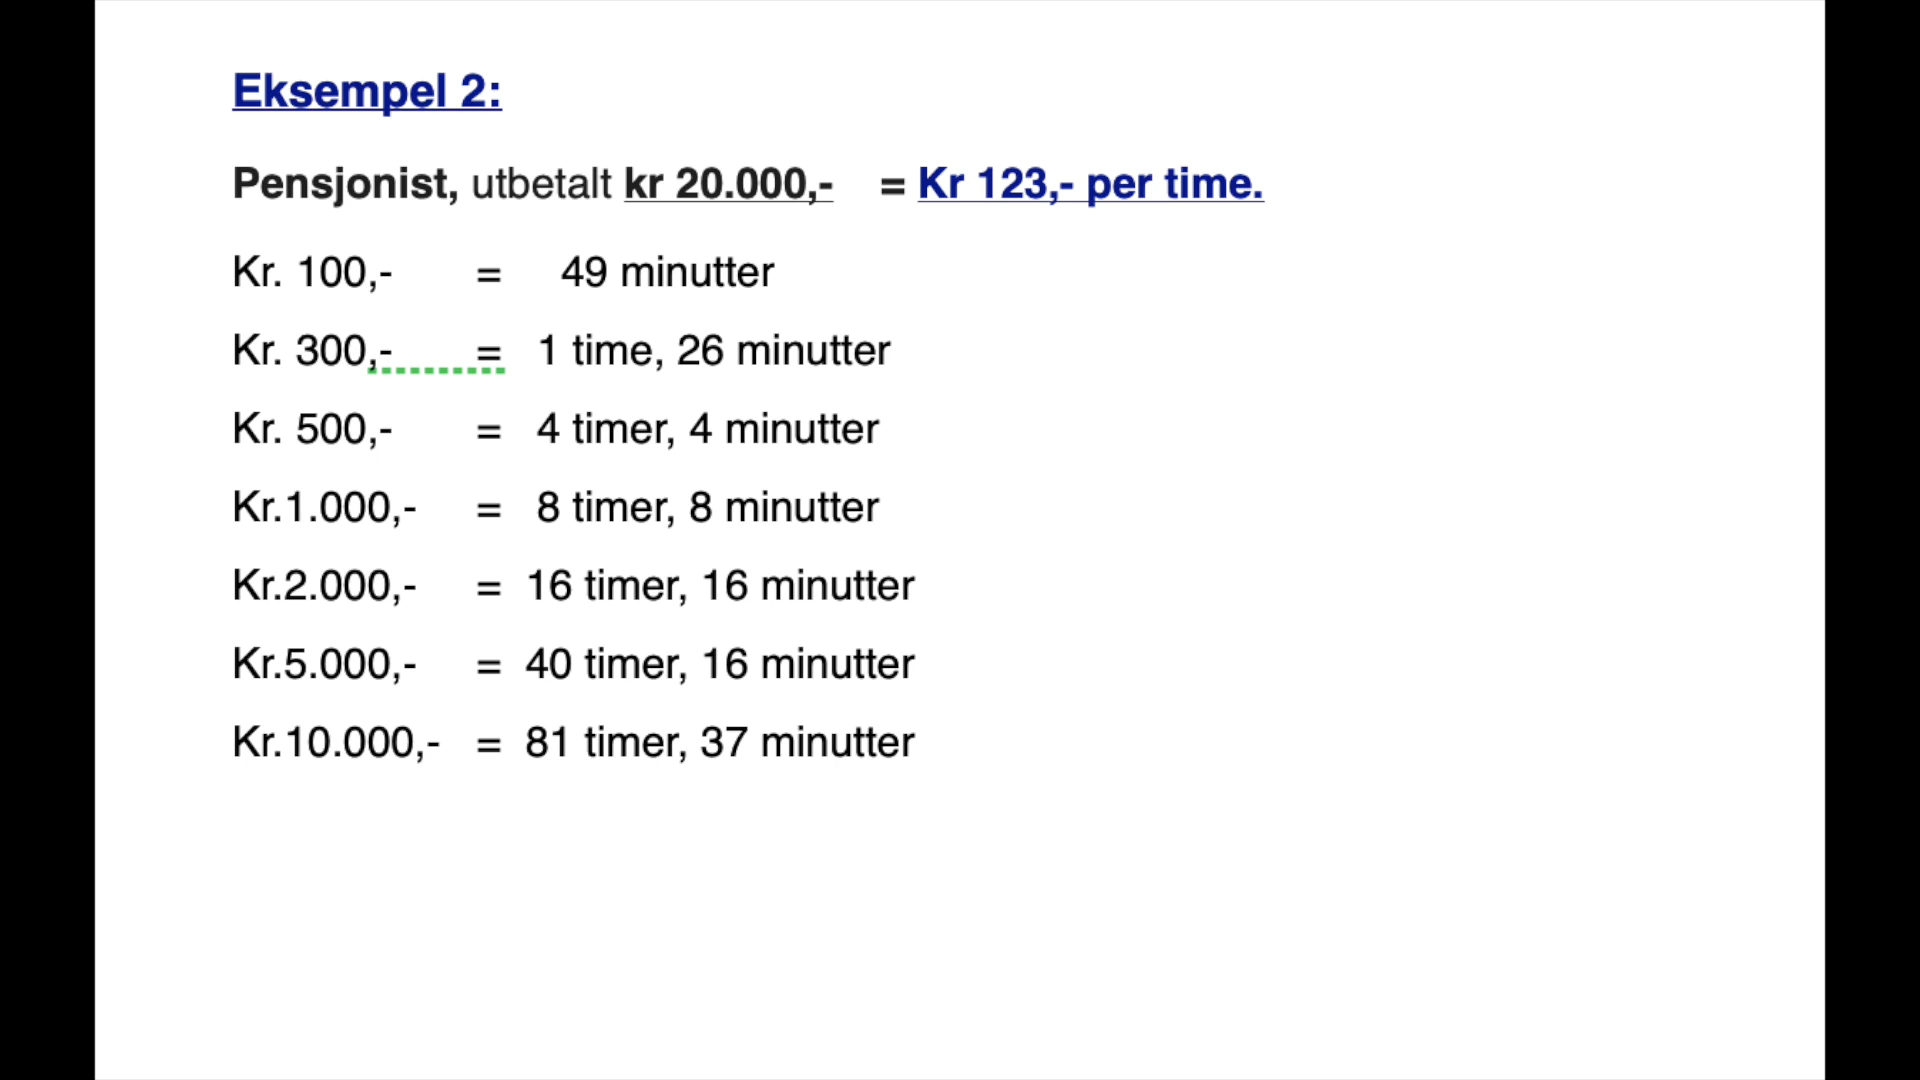 Eksempel 2:
Pensjonist, utbetalt kr 20.000,- = Kr 123,- per time.
Kr. 100,- = 49 minutter
Kr. 300,- = 1 time, 26 minutter
Kr. 500,- = 4 timer, 4 minutter
Kr.1.000,- = 8 timer, 8 minutter
Kr.2.000,- = 16 timer, 16 minutter
Kr.5.000,- = 40 timer, 16 minutter
Kr.10.000,- = 81 timer, 37 minutter